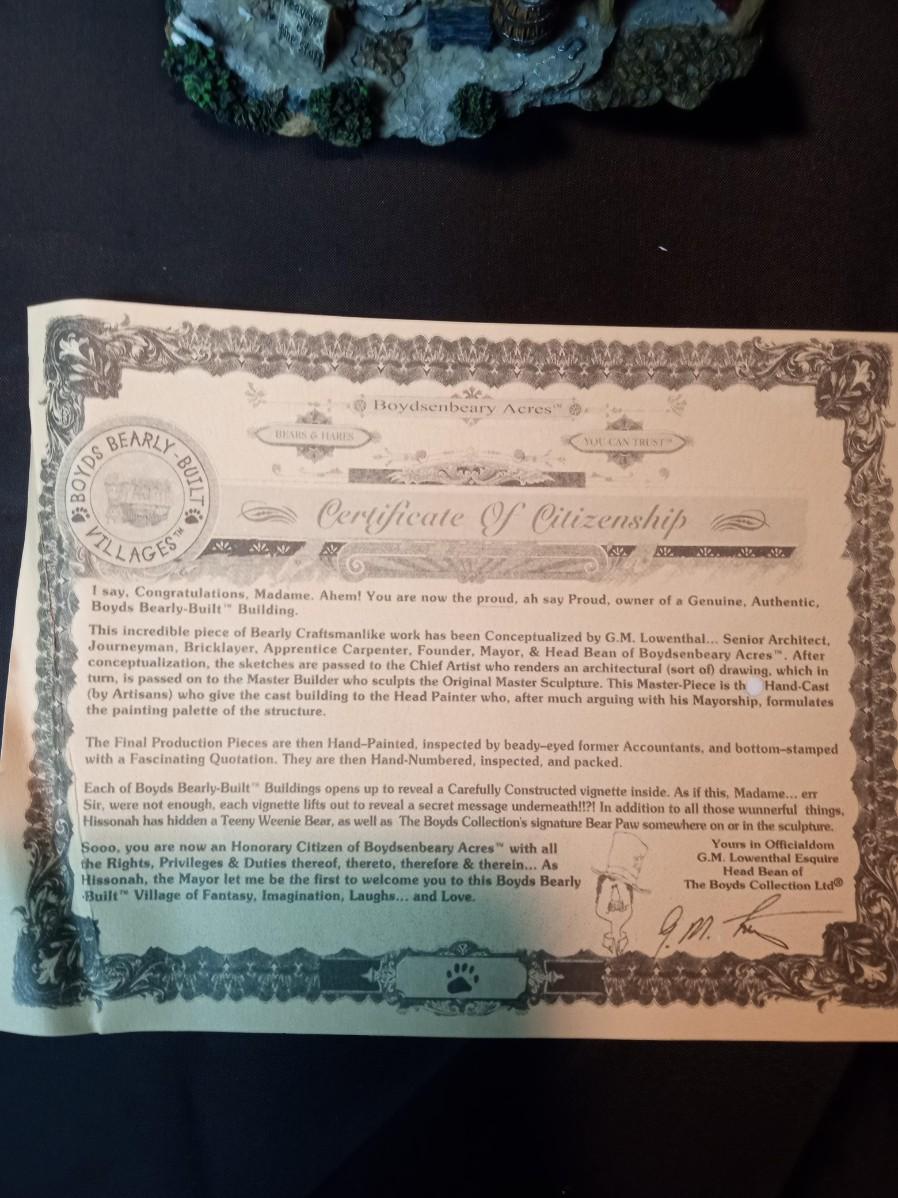 Boydsenbeary Acres™
BEARS & HARES
YOU CAN TRUST™
BOYDS BEARLY-BUILT
VILLAGES™
Certificate Of Citizenship
I say, Congratulations, Madame. Ahem! You are now the proud, ah say Proud, owner of a Genuine, Authentic,
Boyds Bearly-Built™ Building.
This incredible piece of Bearly Craftsmanlike work has been Conceptualized by G.M. Lowenthal... Senior Architect,
Journeyman, Bricklayer, Apprentice Carpenter, Founder, Mayor, & Head Bean of Boydsenbeary Acres™. After
conceptualization, the sketches are passed to the Chief Artist who renders an architectural (sort of) drawing, which in
turn, is passed on to the Master Builder who sculpts the Original Master Sculpture. This Master-Piece is th Hand-Cast
(by Artisans) who give the cast building to the Head Painter who, after much arguing with his Mayorship, formulates
the painting palette of the structure.
The Final Production Pieces are then Hand-Painted, inspected by beady-eyed former Accountants, and bottom-stamped
with a Fascinating Quotation. They are then Hand-Numbered, inspected, and packed.
Each of Boyds Bearly-Built™ Buildings opens up to reveal a Carefully Constructed vignette inside. As if this, Madame... err
Sir, were not enough, each vignette lifts out to reveal a secret message underneath!!?! In addition to all those wunnerful things,
Hissonah has hidden a Teeny Weenie Bear, as well as The Boyds Collection's signature Bear Paw somewhere on or in the sculpture.
Sooo, you are now an Honorary Citizen of Boydsenbeary Acres™ with all
the Rights, Privileges & Duties thereof, thereto, therefore & therein... As
Hissonah, the Mayor let me be the first to welcome you to this Boyds Bearly
-Built™ Village of Fantasy, Imagination, Laughs... and Love.
Yours in Officialdom
G.M. Lowenthal Esquire
Head Bean of
The Boyds Collection Ltd®
G. M.